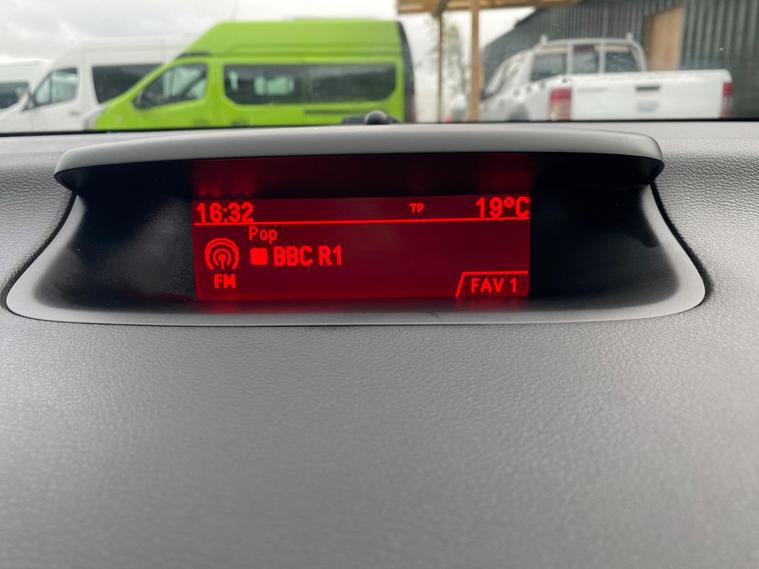 16:32 TP 19°C
Pop
BBC R1
FM
FAV 1